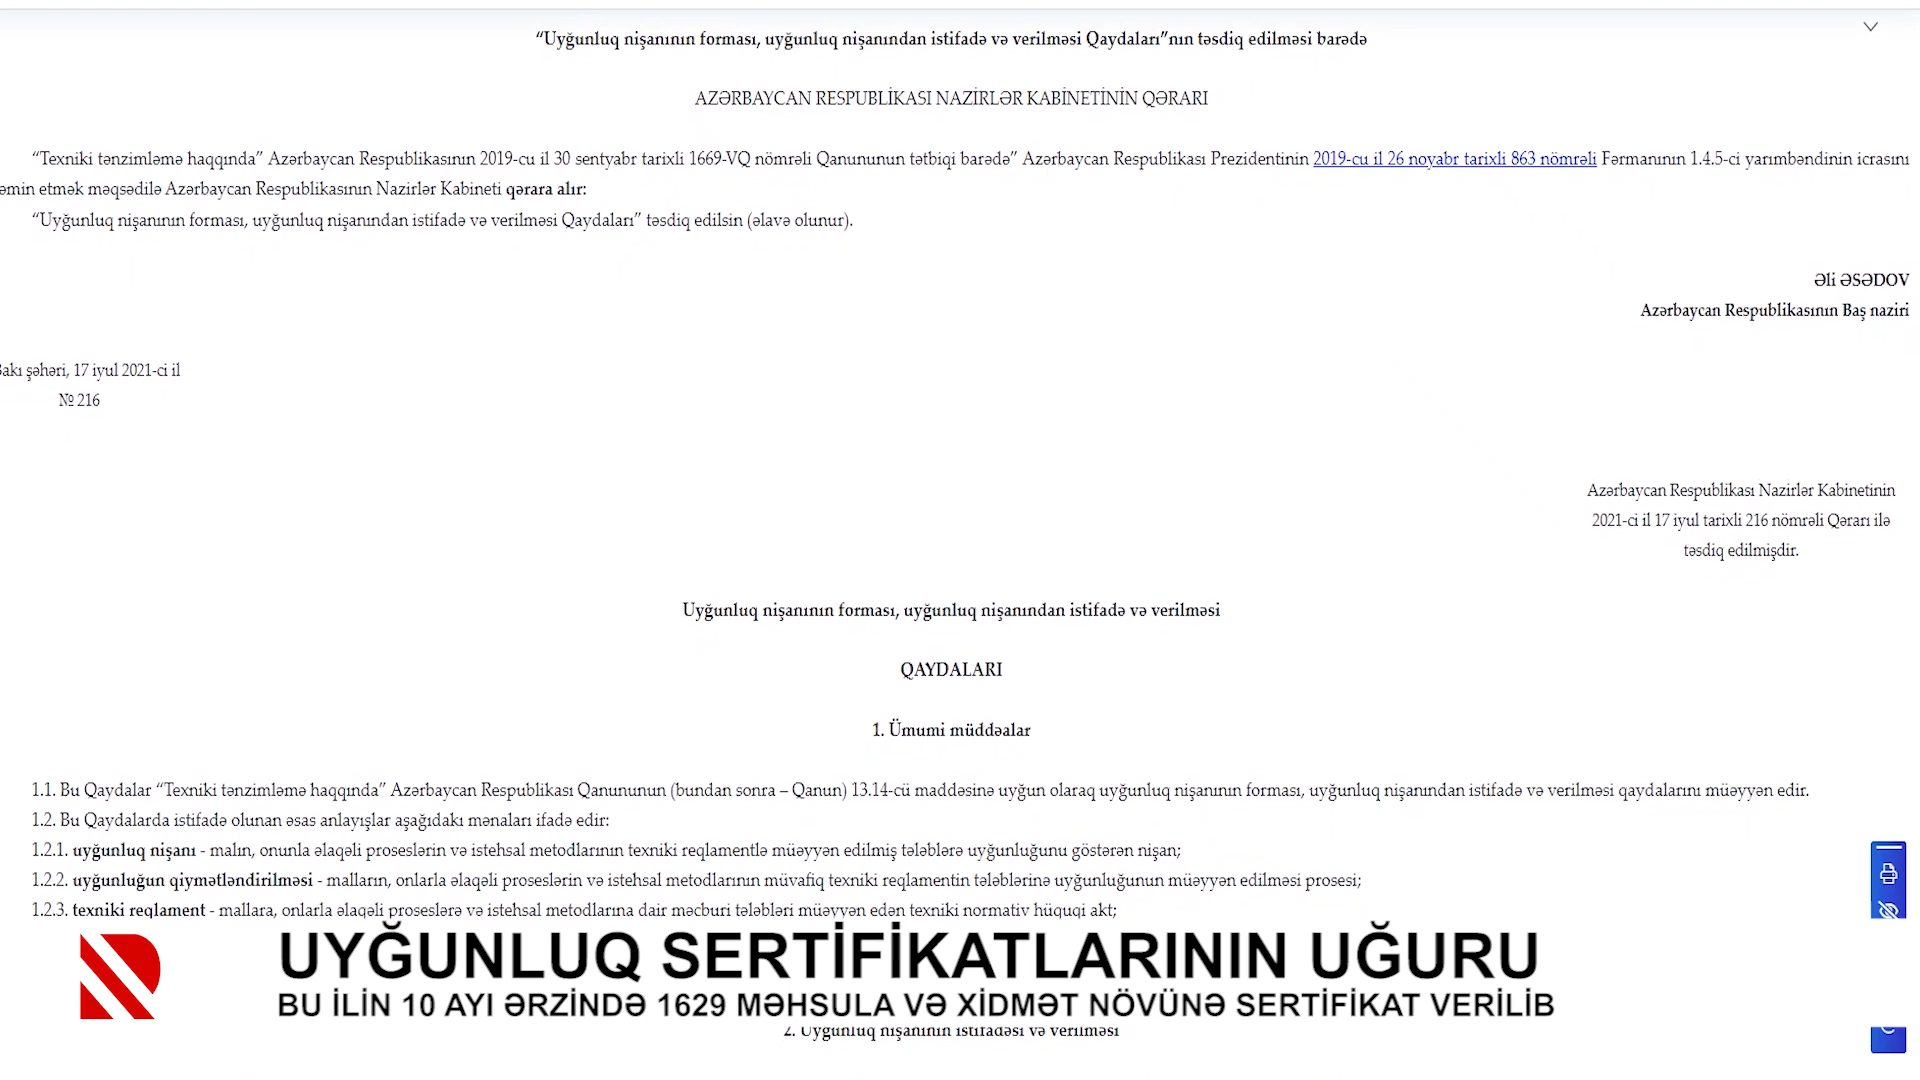 “Uyğunluq nişanının forması, uyğunluq nişanından istifadə və verilməsi Qaydaları”nın təsdiq edilməsi barədə
AZƏRBAYCAN RESPUBLİKASI NAZİRLƏR KABİNETİNİN QƏRARI
“Texniki tənzimləmə haqqında” Azərbaycan Respublikasının 2019-cu il 30 sentyabr tarixli 1669-VQ nömrəli Qanununun tətbiqi barədə” Azərbaycan Respublikası Prezidentinin 2019-cu il 26 noyabr tarixli 863 nömrəli Fərmanının 1.4.5-ci yarımbəndinin icrasını
əmin etmək məqsədilə Azərbaycan Respublikasının Nazirlər Kabineti qərara alır:
“Uyğunluq nişanının forması, uyğunluq nişanından istifadə və verilməsi Qaydaları” təsdiq edilsin (əlavə olunur).
Əli ƏSƏDOV
Azərbaycan Respublikasının Baş naziri
Bakı şəhəri, 17 iyul 2021-ci il
№ 216
Azərbaycan Respublikası Nazirlər Kabinetinin
2021-ci il 17 iyul tarixli 216 nömrəli Qərarı ilə
təsdiq edilmişdir.
Uyğunluq nişanının forması, uyğunluq nişanından istifadə və verilməsi
QAYDALARI
1. Ümumi müddəalar
1.1. Bu Qaydalar “Texniki tənzimləmə haqqında” Azərbaycan Respublikası Qanununun (bundan sonra – Qanun) 13.14-cü maddəsinə uyğun olaraq uyğunluq nişanının forması, uyğunluq nişanından istifadə və verilməsi qaydalarını müəyyən edir.
1.2. Bu Qaydalarda istifadə olunan əsas anlayışlar aşağıdakı mənaları ifadə edir:
1.2.1. uyğunluq nişanı - malın, onunla əlaqəli proseslərin və istehsal metodlarının texniki reqlamentlə müəyyən edilmiş tələblərə uyğunluğunu göstərən nişan;
1.2.2. uyğunluğun qiymətləndirilməsi - malların, onlarla əlaqəli proseslərin və istehsal metodlarının müvafiq texniki reqlamentin tələblərinə uyğunluğunun müəyyən edilməsi prosesi;
1.2.3. texniki reqlament - mallara, onlarla əlaqəli proseslərə və istehsal metodlarına dair məcburi tələbləri müəyyən edən texniki normativ hüquqi akt;
UYĞUNLUQ SERTİFİKATLARININ UĞURU
BU İLİN 10 AYI ƏRZİNDƏ 1629 MƏHSULA VƏ XİDMƏT NÖVÜNƏ SERTİFİKAT VERİLİB
2. Uyğunluq nişanının istifadəsi və verilməsi